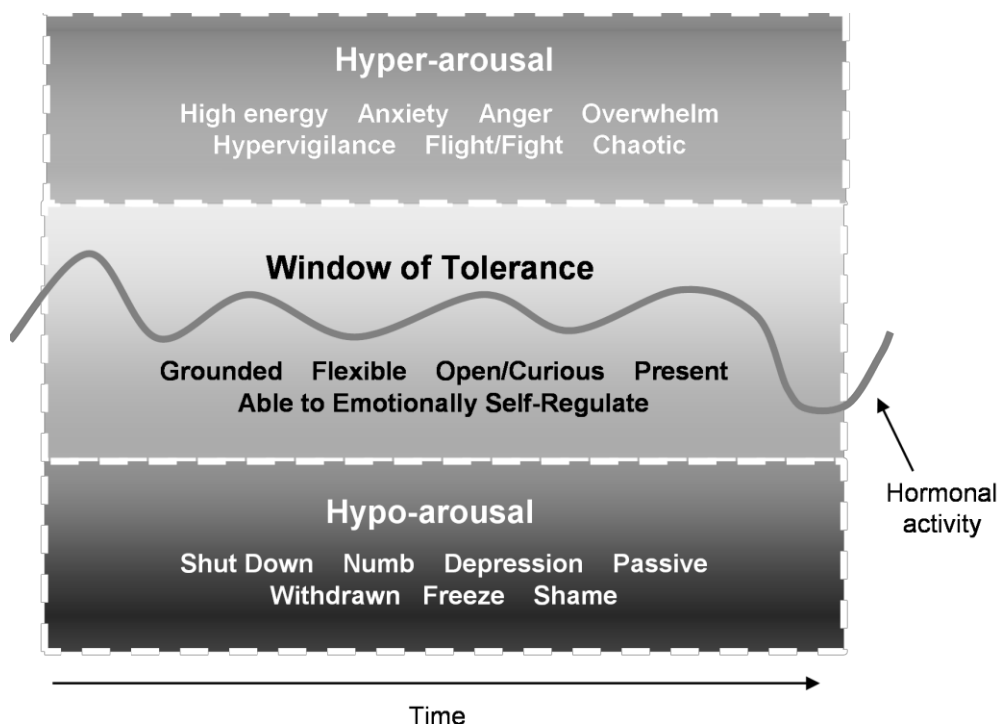 Hyper-arousal
High energy Anxiety Anger Overwhelm
Hypervigilance Flight/Fight Chaotic
Window of Tolerance
Grounded Flexible Open/Curious Present
Able to Emotionally Self-Regulate
Hormonal
activity
Hypo-arousal
Shut Down Numb Depression Passive
Withdrawn Freeze Shame
Time